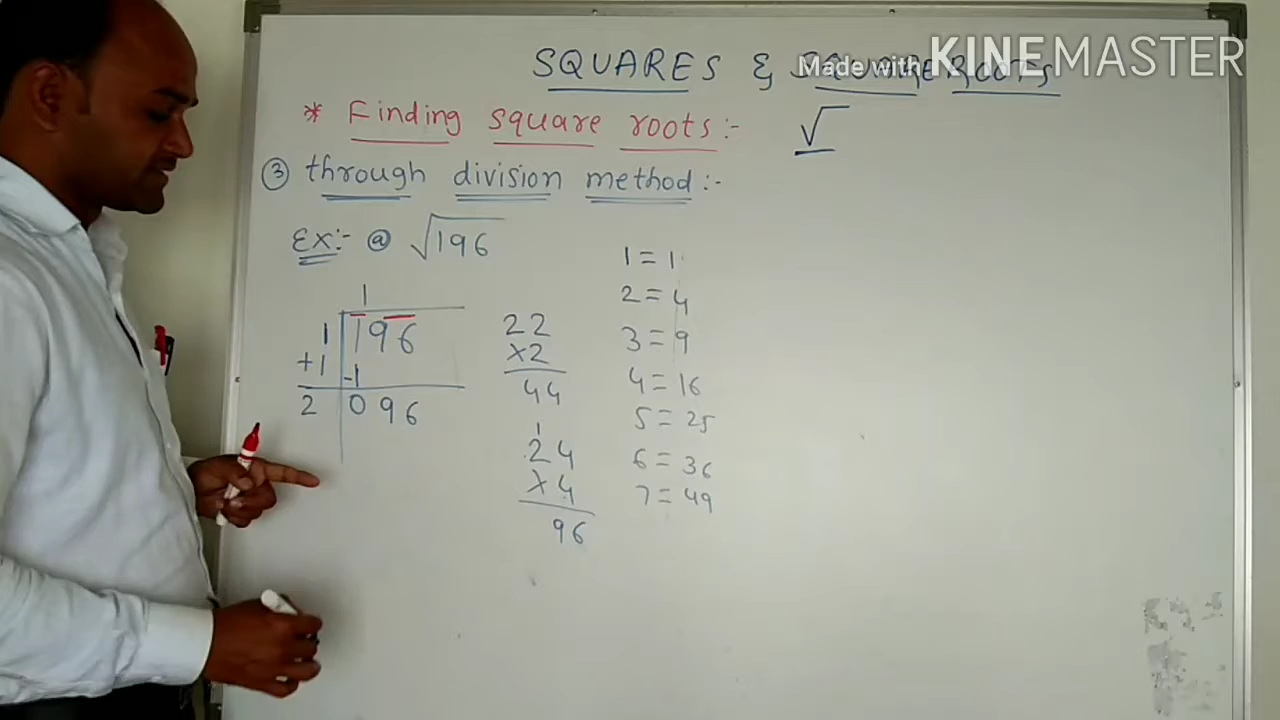 SQUARES & SQUARE ROOTS
Made with KINEMASTER
* Finding square roots:- √
③ through division method:-
Ex:- @ √196
1
1 196
+1 -1
2 096
22
×2
44
1
24
×4
96
1 = 1
2 = 4
3 = 9
4 = 16
5 = 25
6 = 36
7 = 49